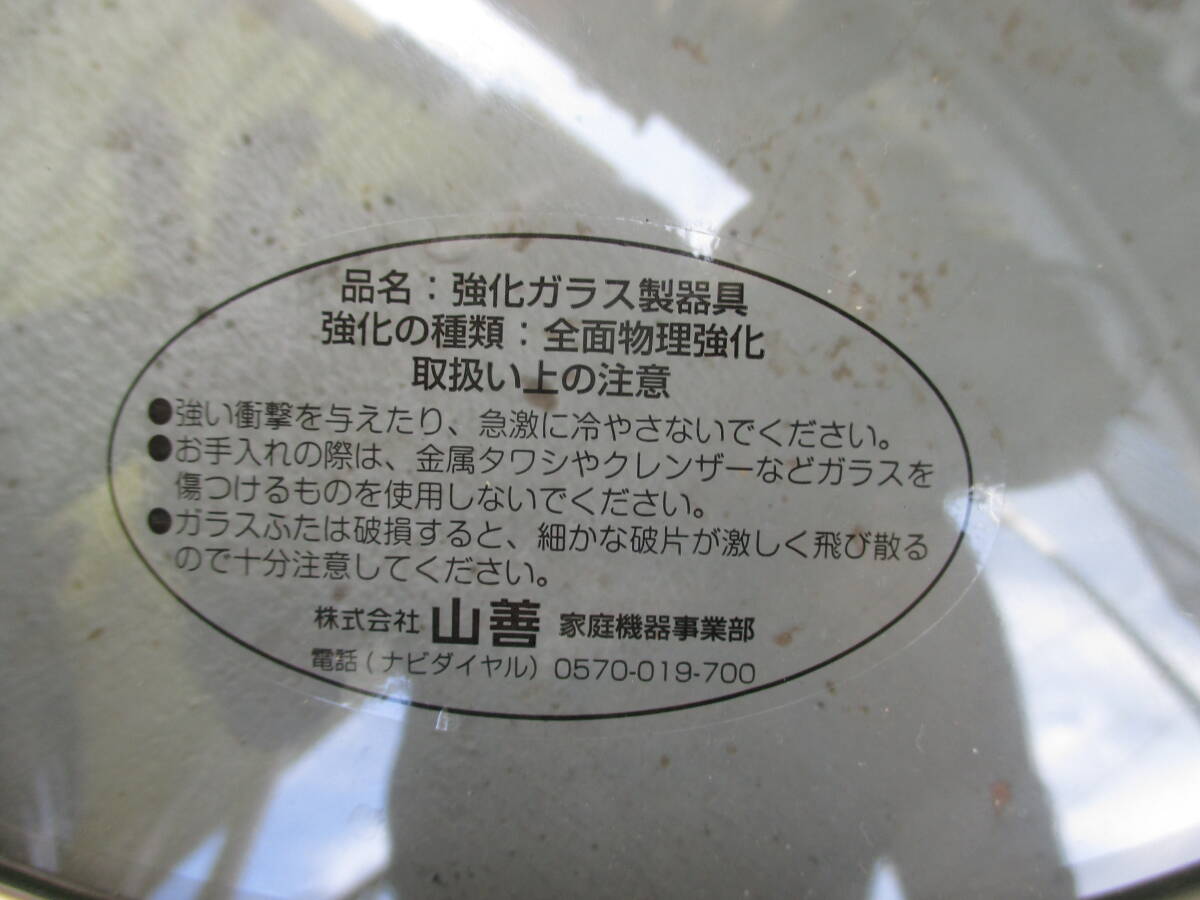 品名：強化ガラス製器具
強化の種類：全面物理強化
取扱い上の注意
●強い衝撃を与えたり、急激に冷やさないでください。
●お手入れの際は、金属タワシやクレンザーなどガラスを
傷つけるものを使用しないでください。
●ガラスふたは破損すると、細かな破片が激しく飛び散る
ので十分注意してください。
株式会社 山善 家庭機器事業部
電話(ナビダイヤル) 0570-019-700